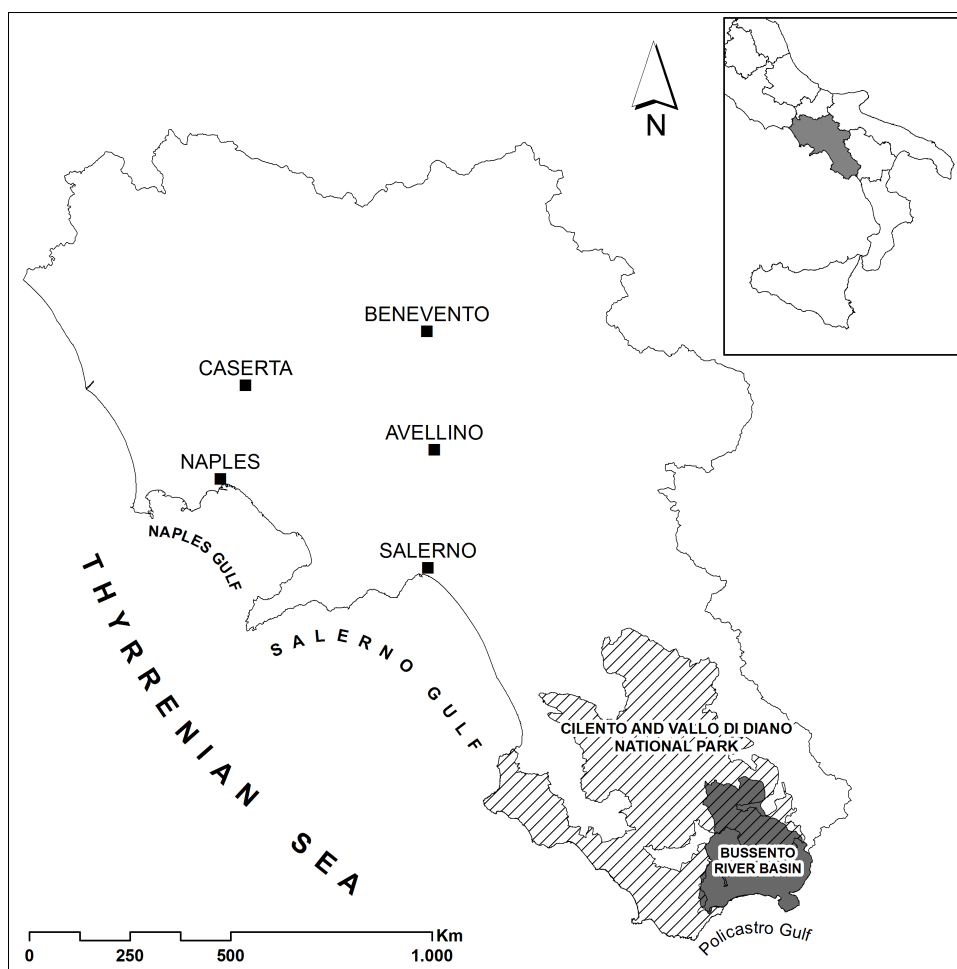 N
BENEVENTO
CASERTA
AVELLINO
NAPLES
NAPLES GULF
SALERNO
SALERNO GULF
THYRRENIAN SEA
CILENTO AND VALLO DI DIANO
NATIONAL PARK
BUSSENTO
RIVER BASIN
Policastro Gulf
Km
0 250 500 1.000